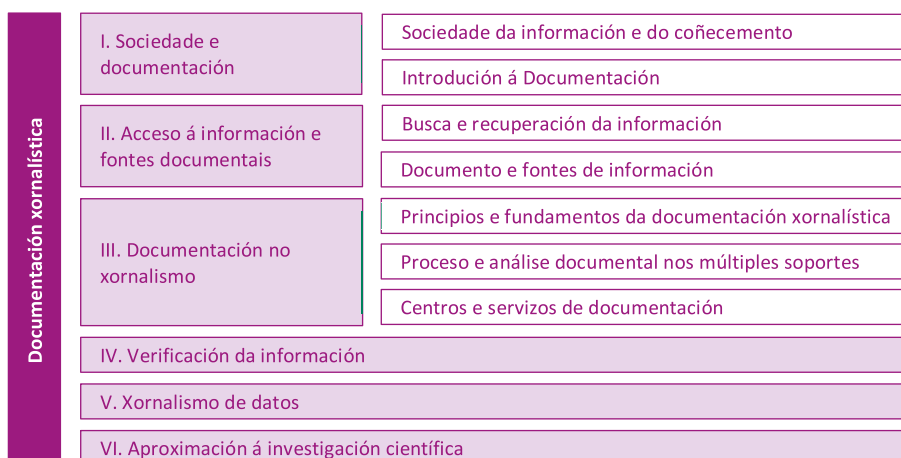 Documentación xornalística
I. Sociedade e
documentación
Sociedade da información e do coñecemento
Introdución á Documentación
II. Acceso á información e
fontes documentais
Busca e recuperación da información
Documento e fontes de información
III. Documentación no
xornalismo
Principios e fundamentos da documentación xornalística
Proceso e análise documental nos múltiples soportes
Centros e servizos de documentación
IV. Verificación da información
V. Xornalismo de datos
VI. Aproximación á investigación científica